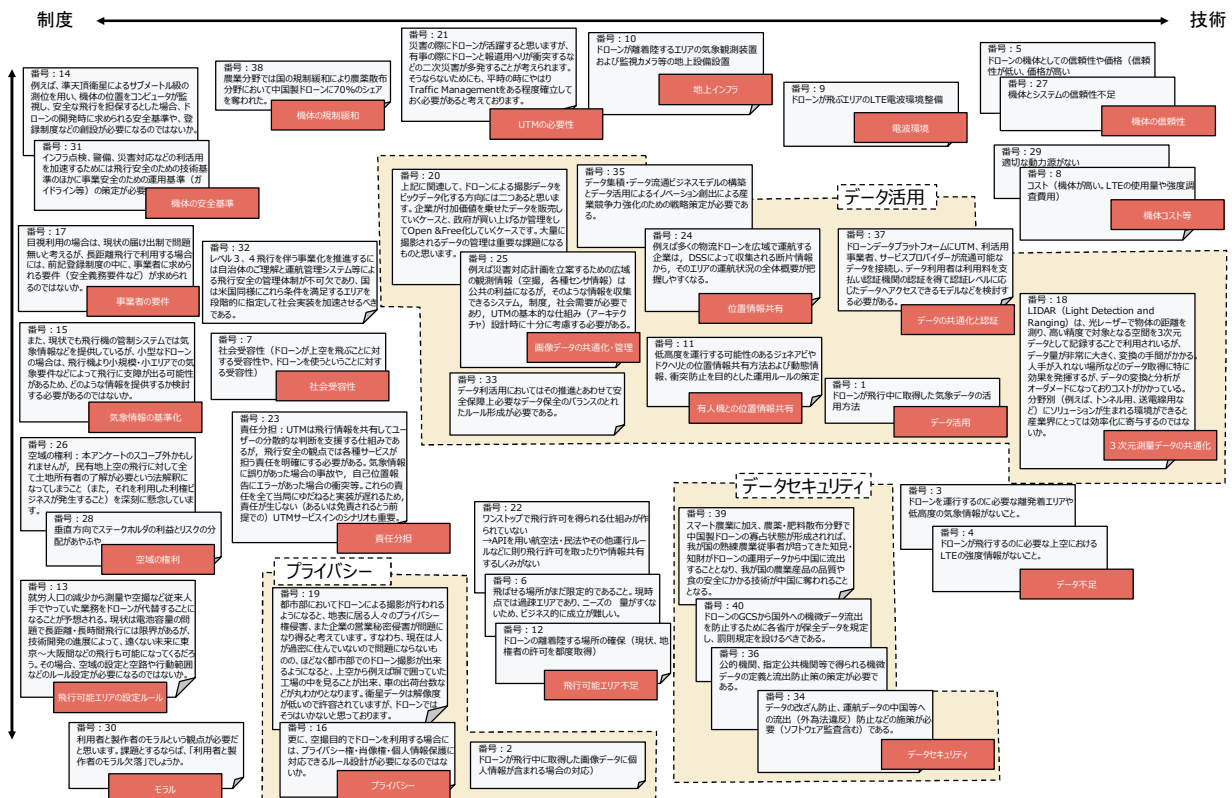 制度
技術
番号:14
例えば、準天頂衛星によるサブメートル級の
測位を用い、機体の位置をコンピュータが監
視し、安全な飛行を担保するとした場合、ド
ローンの開発時に求められる安全基準や、登
録制度などの創設が必要になるのではないか。
番号:31
インフラ点検、警備、災害対応などの利活用
を加速するためには飛行安全のための技術基
準のほかに事業安全のための運用基準(ガ
イドライン等)の策定が必要
機体の安全基準
番号:38
農業分野では国の規制緩和により農薬散布
分野において中国製ドローンに70%のシェア
を奪われた。
機体の規制緩和
番号:21
災害の際にドローンが活躍すると思いますが、
有事の際にドローンと報道用ヘリが衝突するな
どの二次災害が多発することが考えられます。
そうならないためにも、平時の時にやはり
Traffic Managementをある程度確立して
おく必要があると考えております。
UTMの必要性
番号:10
ドローンが離着陸するエリアの気象観測装置
および監視カメラ等の地上設備設置
地上インフラ
番号:9
ドローンが飛ぶエリアのLTE電波環境整備
電波環境
番号:5
ドローンの機体としての信頼性や価格(信頼
性が低い、価格が高い
番号:27
機体とシステムの信頼性不足
機体の信頼性
番号:29
適切な動力源がない
番号:8
コスト(機体が高い。LTEの使用量や強度調
査費用)
機体コスト等
番号:17
目視利用の場合は、現状の届け出制で問題
無いと考えるが、長距離飛行で利用する場合に
は、前記登録制度の中に、事業者に求めら
れる要件(安全義務要件など)が求められ
るのではないか。
事業者の要件
番号:32
レベル3、4飛行を伴う事業化を推進するには
自治体のご理解と運航管理システム等によ
る飛行安全の管理体制が不可欠であり、国
は米国同様にこれら条件を満足するエリアを
段階的に指定して社会実装を加速させるべき
である。
番号:7
社会受容性(ドローンが上空を飛ぶことに対
する受容性や、ドローンを使うということに対す
る受容性)
社会受容性
番号:15
また、現状でも飛行機の管制システムでは気
象情報などを提供しているが、小型なドローン
の場合は、飛行機より小規模・小エリアでの気
象要件などによって飛行に支障が出る可能性
があるため、どのような情報を提供するか検討
する必要があるのではないか。
気象情報の基準化
番号:23
責任分担:UTMは飛行情報を共有してユ
ーザーの分散的な判断を支援する仕組みであ
るが，飛行安全の観点では各種サービスが
担う責任を明確にする必要がある。気象情報
に誤りがあった場合の事故や，自己位置報
告にエラーがあった場合の衝突等。これらの責
任を全て当局にゆだねると実装が遅れるため，
責任が生じない(あるいは免責されるとう前
提での)UTMサービスインのシナリオも重要。
責任分担
番号:26
空域の権利:本アンケートのスコープ外かもし
れませんが，民有地上空の飛行に対して全
て土地所有者の了解が必要という法解釈に
なってしまうこと(また，それを利用した利権ビ
ジネスが発生すること)を深刻に懸念していま
す。
番号:28
垂直方向でステークホルダの利益とリスクの分
配があやふや
空域の権利
番号:13
就労人口の減少から測量や空撮など従来人
手でやっていた業務をドローンが代替することに
なることが予想される。現状は電池容量の問
題で長距離・長時間飛行には限界があるが、
技術開発の進展によって、遠くない未来に東
京～大阪間などの飛行も可能になってくるだろ
う。その場合、空域の設定と空路や行動範囲
などのルール設定が必要になるのではないか。
飛行可能エリアの設定ルール
番号:30
利用者と製作者のモラルという観点が必要だ
と思います。課題とするならば、「利用者と製
作者のモラル欠落」でしょうか。
モラル
データ活用
番号:20
上記に関連して、ドローンによる撮影データを
ビックデータ化する方向には二つあると思いま
す。企業が付加価値を乗せたデータを販売し
ていくケースと、政府が買い上げるか管理をし
てOpen &Free化していくケースです。大量に
撮影されるデータの管理は重要な課題になる
番号:35
データ集積・データ流通ビジネスモデルの構築
とデータ活用によるイノベーション創出による産
業競争力強化のための戦略策定が必要であ
る。
番号:25
例えば災害対応計画を立案するための広域
の観測情報(空撮，各種センサ情報)は
公共の利益になるが，そのような情報を収集
できるシステム，制度，社会需要が必要で
あり，UTMの基本的な仕組み(アーキテク
チャ)設計時に十分に考慮する必要がある。
画像データの共通化・管理
番号:33
データ利活用においてはその推進とあわせて安
全保障上必要なデータ保全のバランスのとれ
たルール形成が必要である。
番号:24
例えば多くの物流ドローンを広域で運航する
企業は，DSSによって収集される断片情報
から，そのエリアの運航状況の全体概要が把
握しやすくなる。
位置情報共有
番号:37
ドローンデータプラットフォームにUTM、利活用
事業者、サービスプロバイダーが流通可能な
データを接続し、データ利用者は利用料を支
払い認証機関の認証を得て認証レベルに応
じたデータへアクセスできるモデルなどを検討す
る必要がある。
データの共通化と認証
番号:11
低高度を運行する可能性のあるジェネアビや
ドクヘリとの位置情報共有方法および動態情
報、衝突防止を目的とした運用ルールの策定
有人機との位置情報共有
番号:1
ドローンが飛行中に取得した気象データの活
用方法
データ活用
番号:18
LIDAR(Light Detection and
Ranging)は、光レーザーで物体の距離を
測り、高い精度で対象となる空間を3次元
データとして記録することで利用されいるが、
データ量が非常に大きく、変換の手間がかかる。
人手が入れない場所などのデータ取得に特に
効果を発揮するが、データの変換と分析が
オーダメードになっておりコストがかかっている。
分野別(例えば、トンネル用、送電線用な
ど)にソリューションが生まれる環境ができると
産業界にとっては効率化に寄与するのではな
いか。
3次元測量データの共通化
プライバシー
番号:19
都市部においてドローンによる撮影が行われる
ようになると、地表に居る人々のプライバシー
権侵害、また企業の営業秘密侵害が問題に
なり得ると考えています。すなわち、現在は人
が過密に住んでいないので問題にならないも
のの、ほどなく都市部でのドローン撮影が出来
るようになると、上空から例えば塀で囲っていた
工場の中を見ることが出来、車の出荷台数な
どが丸わかりとなります。衛星データは解像度
が低いので許容されていますが、ドローンでは
そうはいかないと思っております。
番号:16
更に、空撮目的でドローンを利用する場合に
は、プライバシー権・肖像権・個人情報保護に
対応できるルール設計が必要になるのではな
いか。
プライバシー
番号:2
ドローンが飛行中に取得した画像データに個
人情報が含まれる場合の対応)
番号:22
ワンストップで飛行許可を得られる仕組みが作
られていない
→APIを用い航空法・民法やその他運行ルー
ルなどに則り飛行許可を取ったりや情報共有
するしくみがない
番号:6
飛ばせる場所がまだ限定的であること。現時
点では過疎エリアであり、ニーズの 量がすくな
いため、ビジネス的に成立が難しい。
番号:12
ドローンの離着陸する場所の確保(現状、地
権者の許可を都度取得)
飛行可能エリア不足
データセキュリティ
番号:39
スマート農業に加え、農薬・肥料散布分野で
中国製ドローンの寡占状態が形成されれば、
我が国の熟練農業従事者が培ってきた知見・
知財がドローンの運用データから中国に流出
することとなり、我が国の農業産品の品質や
食の安全にかかる技術が中国に奪われることと
となる。
番号:40
ドローンのGCSから国外への機微データ流出
を防止するために各省庁が保全データを規定
し、罰則規定を設けるべきである。
番号:36
公的機関、指定公共機関等で得られる機微
データの定義と流出防止策の策定が必要で
ある。
番号:34
データの改ざん防止、運航データの中国等へ
の流出(外為法違反)防止などの施策が必
要(ソフトウェア監査含む)である。
データセキュリティ
番号:3
ドローンを運行するのに必要な離発着エリアや
低高度の気象情報がないこと。
番号:4
ドローンが飛行するのに必要な上空における
LTEの強度情報がないこと。
データ不足